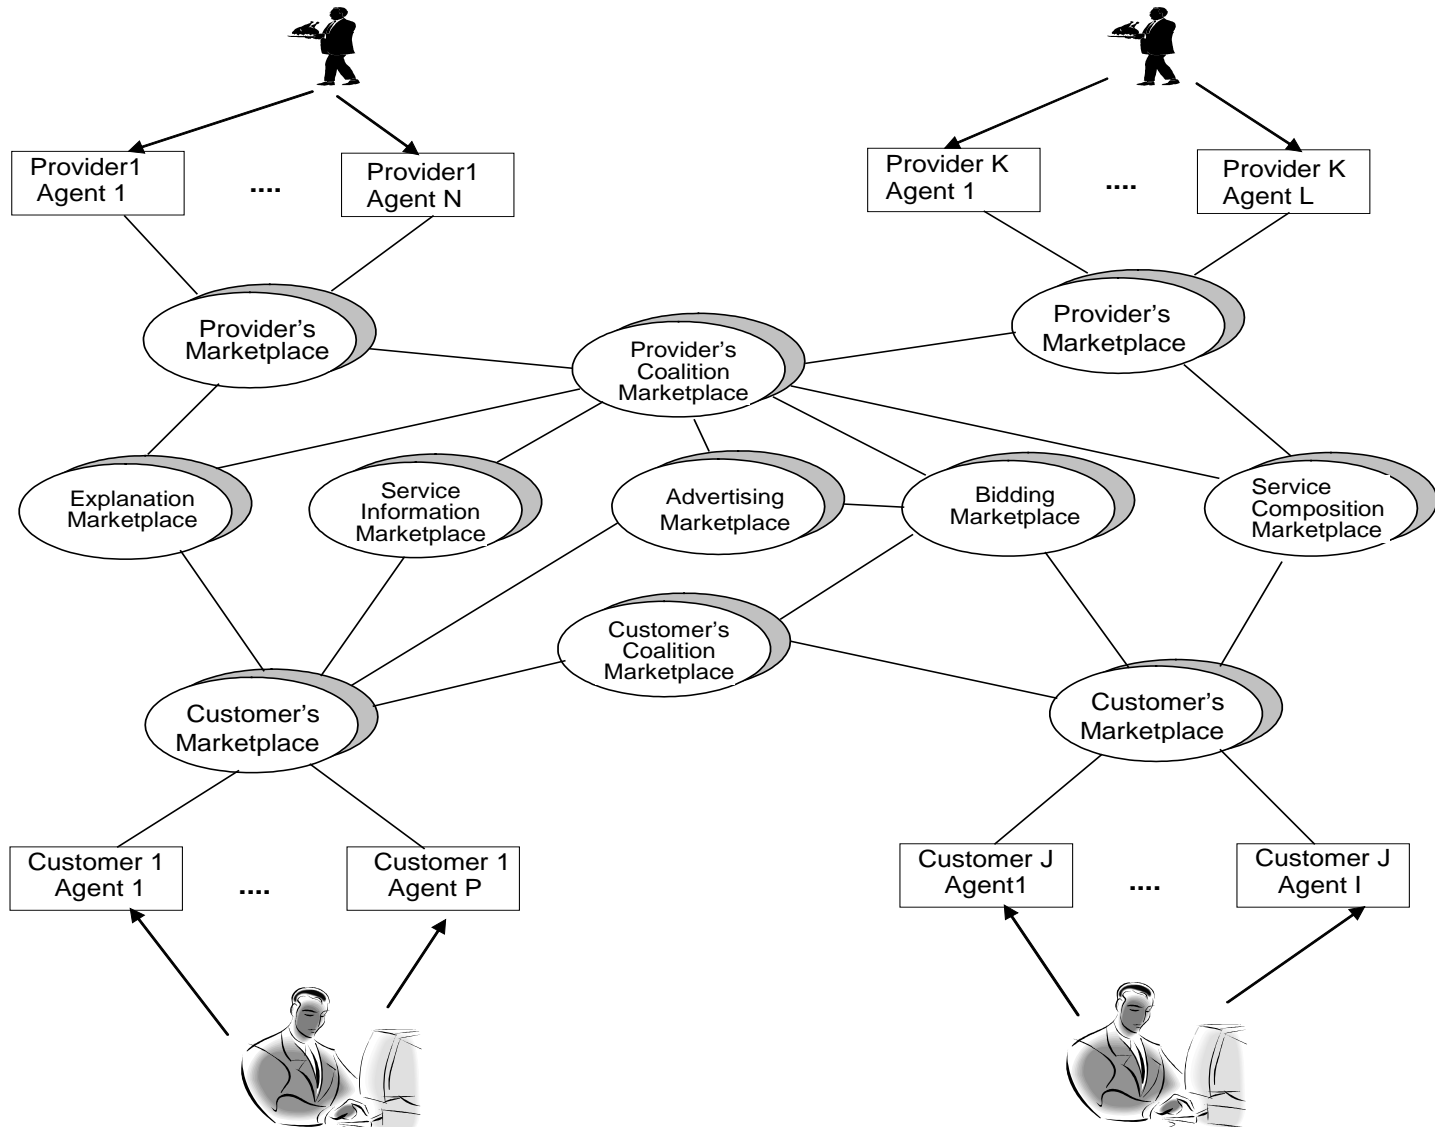 Provider1
Agent 1
....
Provider1
Agent N
Provider K
Agent 1
....
Provider K
Agent L
Provider's
Marketplace
Provider's
Coalition
Marketplace
Provider's
Marketplace
Explanation
Marketplace
Service
Information
Marketplace
Advertising
Marketplace
Bidding
Marketplace
Service
Composition
Marketplace
Customer's
Coalition
Marketplace
Customer's
Marketplace
Customer's
Marketplace
Customer 1
Agent 1
....
Customer 1
Agent P
Customer J
Agent1
....
Customer J
Agent I